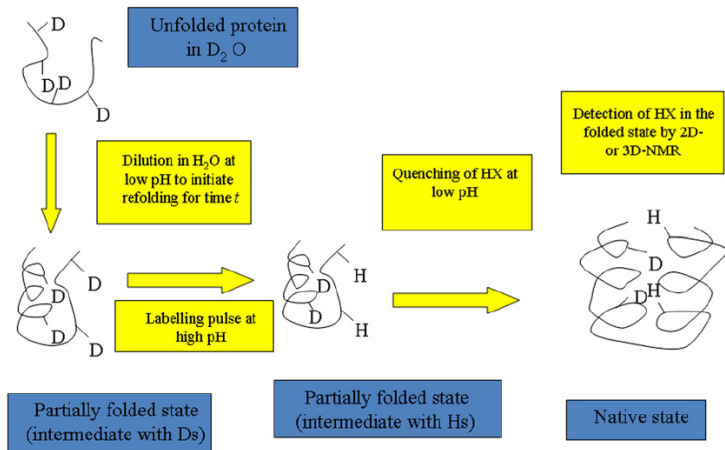 D
Unfolded protein
in D₂ O
D D
D
Dilution in H₂O at
low pH to initiate
refolding for time t
Quenching of HX at
low pH
Detection of HX in the
folded state by 2D-
or 3D-NMR
D
D
D
D
Labelling pulse at
high pH
H
D
D
H
H
D
D H
Partially folded state
(intermediate with Ds)
Partially folded state
(intermediate with Hs)
Native state